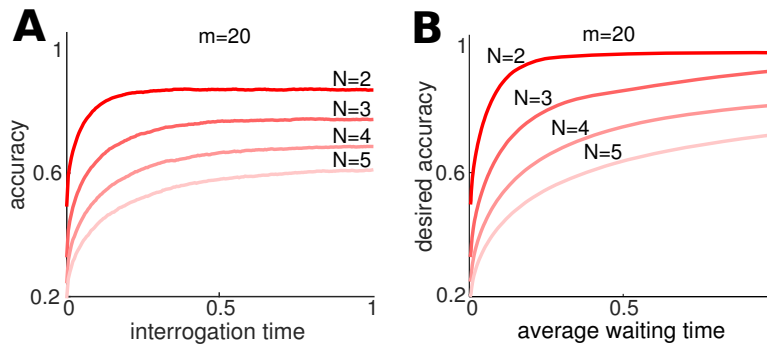 A
m=20
1
N=2
N=3
0.6
N=4
N=5
0.2
0
0.5
1
accuracy
interrogation time
B
m=20
1
N=2
N=3
N=4
0.6
N=5
0.2
0
0.5
desired accuracy
average waiting time